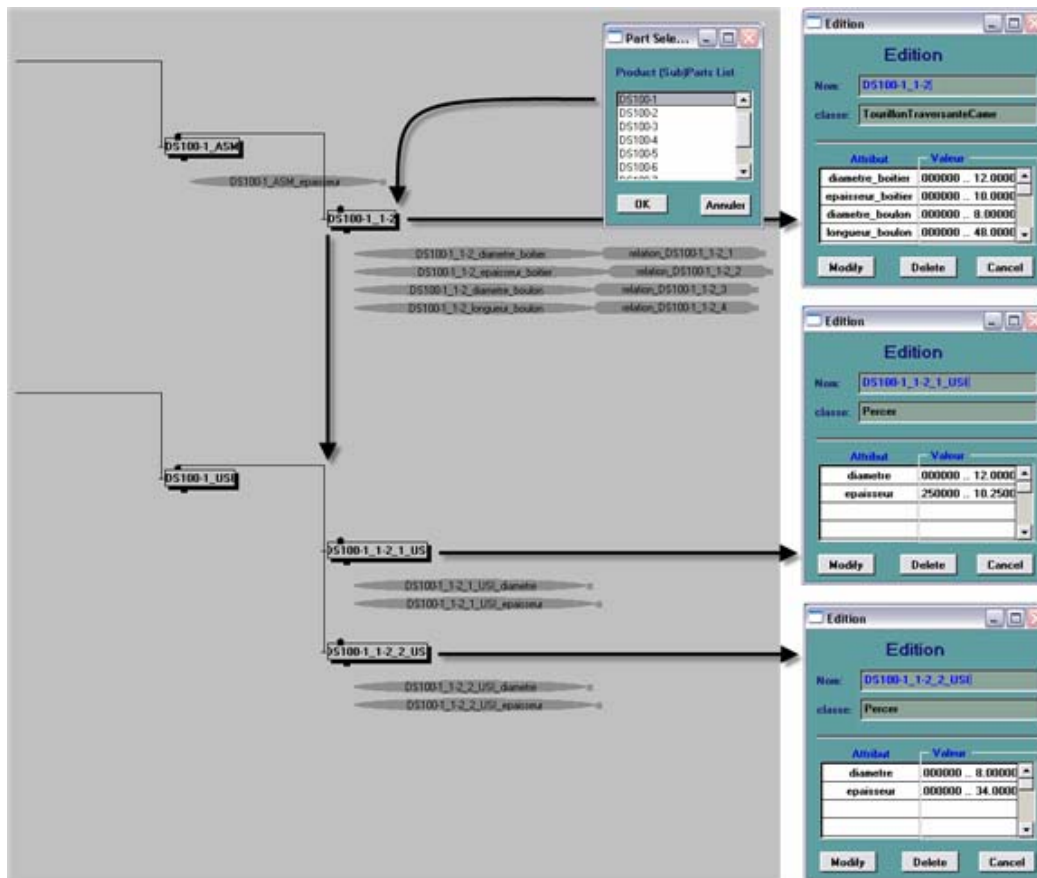 Part Sele...
Product (Sub)Parts List
DS100-1
DS100-2
DS100-3
DS100-4
DS100-5
DS100-6
DS100-7
OK Annuler
DS100-1_ASM
DS100-1_ASM_epaisseur
DS100-1_1-2
DS100-1_1-2_diametre_boitier relation_DS100-1_1-2_1
DS100-1_1-2_epaisseur_boitier relation_DS100-1_1-2_2
DS100-1_1-2_diametre_boulon relation_DS100-1_1-2_3
DS100-1_1-2_longueur_boulon relation_DS100-1_1-2_4
DS100-1_USI
DS100-1_1-2_1_US
DS100-1_1-2_1_USI_diametre
DS100-1_1-2_1_USI_epaisseur
DS100-1_1-2_2_US
DS100-1_1-2_2_USI_diametre
DS100-1_1-2_2_USI_epaisseur
Edition
Edition
Nom: DS100-1_1-2
classe: TourillonTraversanteCame
Attribut Valeur
diametre_boitier .000000 .. 12.0000
epaisseur_boitier .000000 .. 10.0000
diametre_boulon .000000 .. 8.00000
longueur_boulon .000000 .. 48.0000
Modify Delete Cancel
Edition
Edition
Nom: DS100-1_1-2_1_USI
classe: Percer
Attribut Valeur
diametre .000000 .. 12.0000
epaisseur .250000 .. 10.2500
Modify Delete Cancel
Edition
Edition
Nom: DS100-1_1-2_2_USI
classe: Percer
Attribut Valeur
diametre .000000 .. 8.00000
epaisseur .000000 .. 34.0000
Modify Delete Cancel